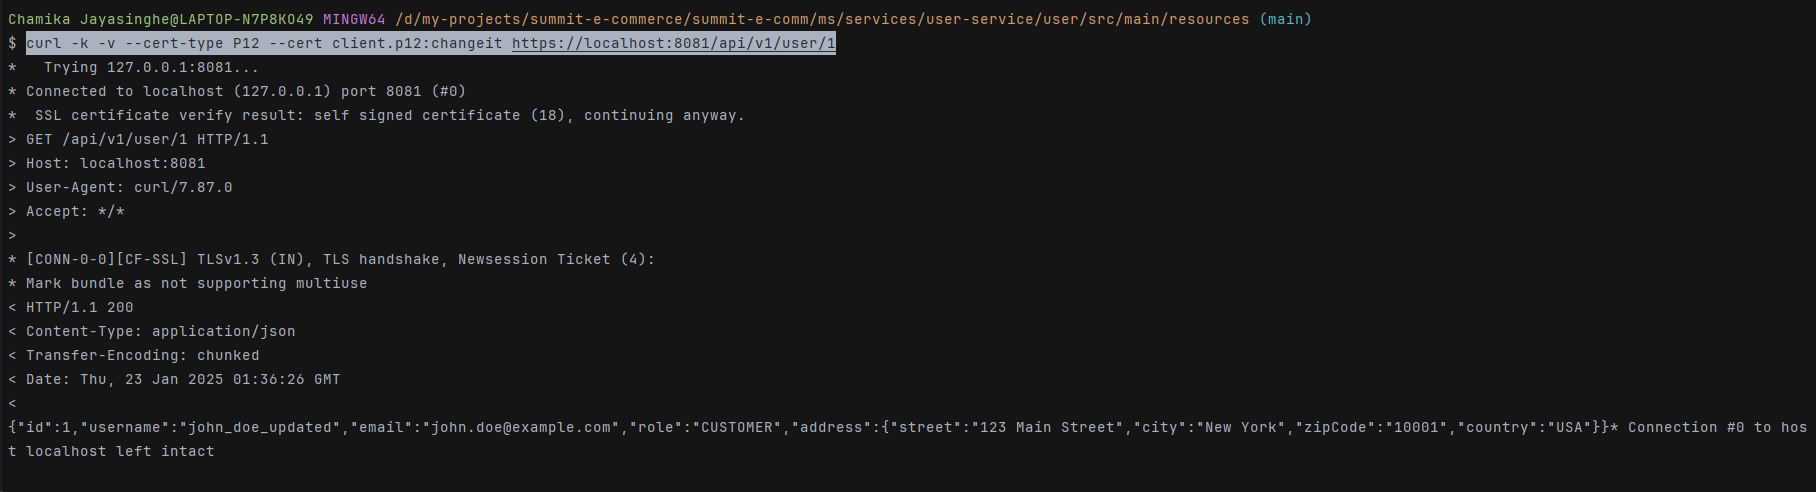 Chamika Jayasinghe@LAPTOP-N7P8KO49 MINGW64 /d/my-projects/summit-e-commerce/summit-e-comm/ms/services/user-service/user/src/main/resources (main)
$ curl -k -v --cert-type P12 --cert client.p12:changeit https://localhost:8081/api/v1/user/1
*   Trying 127.0.0.1:8081...
* Connected to localhost (127.0.0.1) port 8081 (#0)
*  SSL certificate verify result: self signed certificate (18), continuing anyway.
> GET /api/v1/user/1 HTTP/1.1
> Host: localhost:8081
> User-Agent: curl/7.87.0
> Accept: */*
>
* [CONN-0-0][CF-SSL] TLSv1.3 (IN), TLS handshake, Newsession Ticket (4):
* Mark bundle as not supporting multiuse
< HTTP/1.1 200
< Content-Type: application/json
< Transfer-Encoding: chunked
< Date: Thu, 23 Jan 2025 01:36:26 GMT
<
{"id":1,"username":"john_doe_updated","email":"john.doe@example.com","role":"CUSTOMER","address":{"street":"123 Main Street","city":"New York","zipCode":"10001","country":"USA"}}* Connection #0 to hos
t localhost left intact